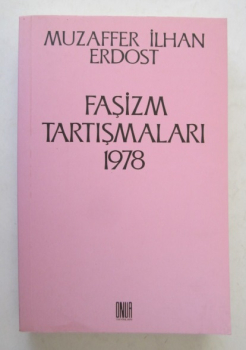 MUZAFFER İLHAN
ERDOST
FAŞİZM
TARTIŞMALARI
1978
ONUR